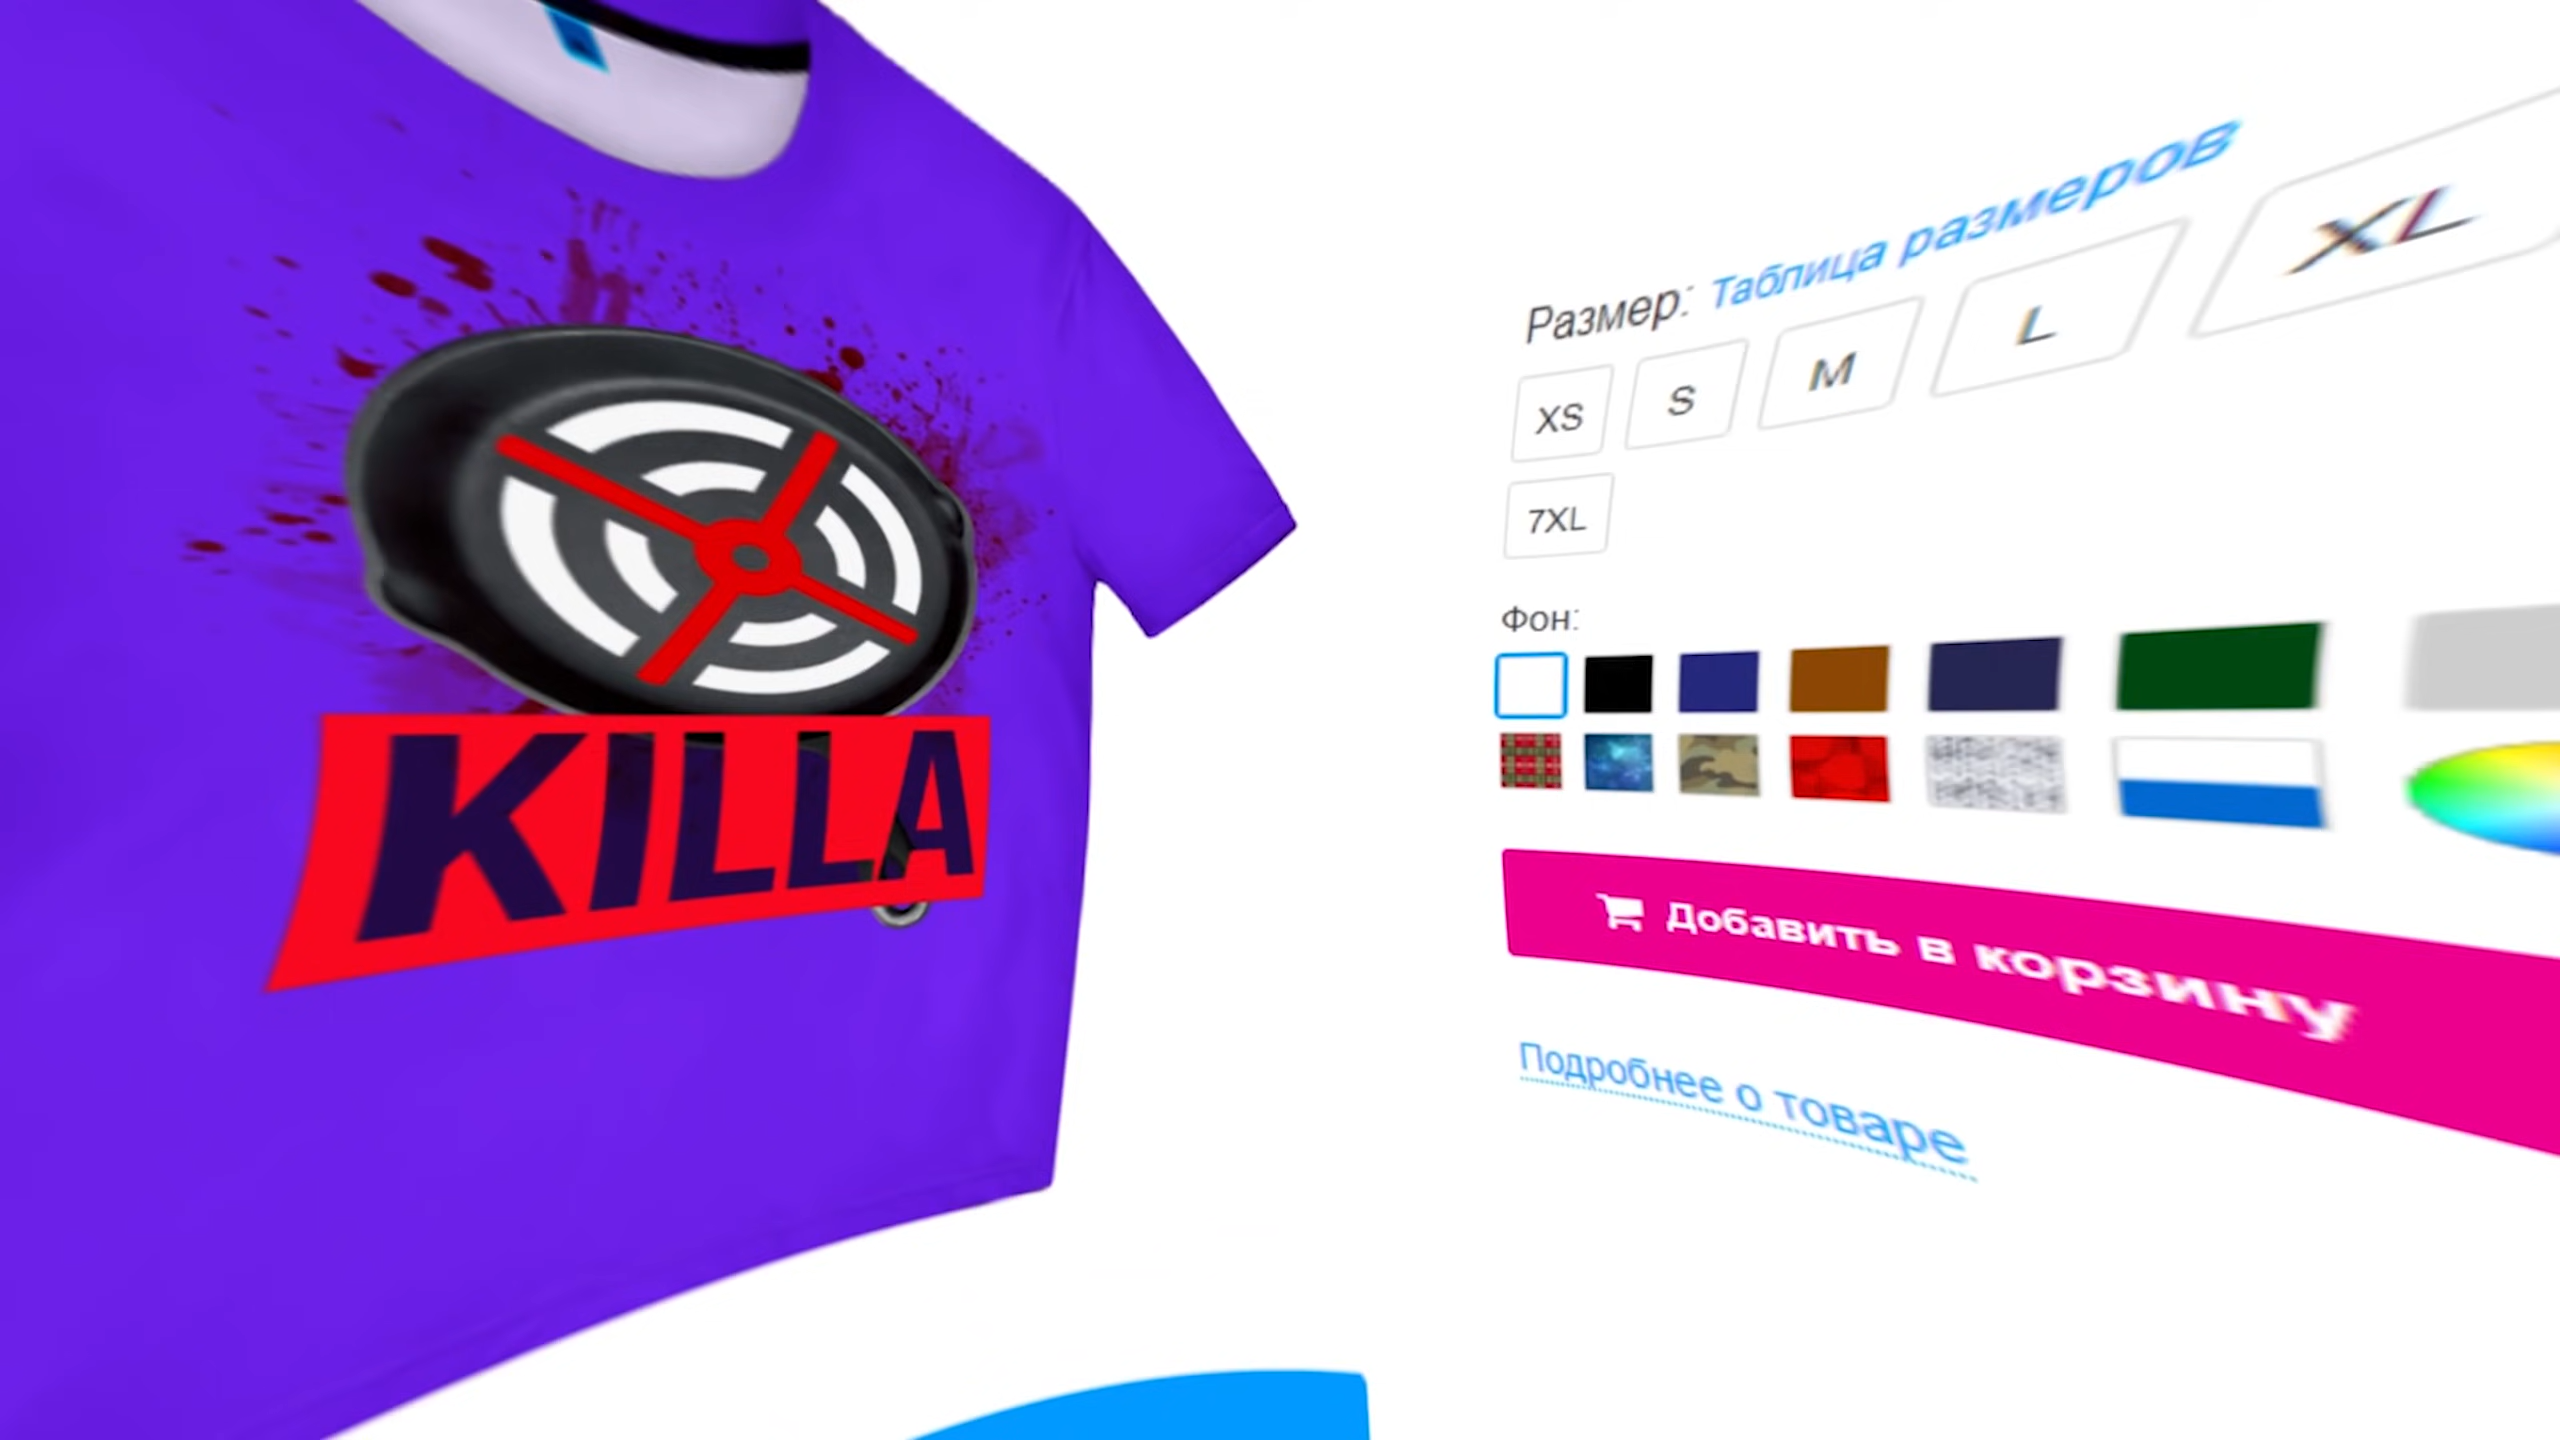 KILLA
Размер: Таблица размеров
XS S M L XL
7XL
Фон:
Добавить в корзину
Подробнее о товаре